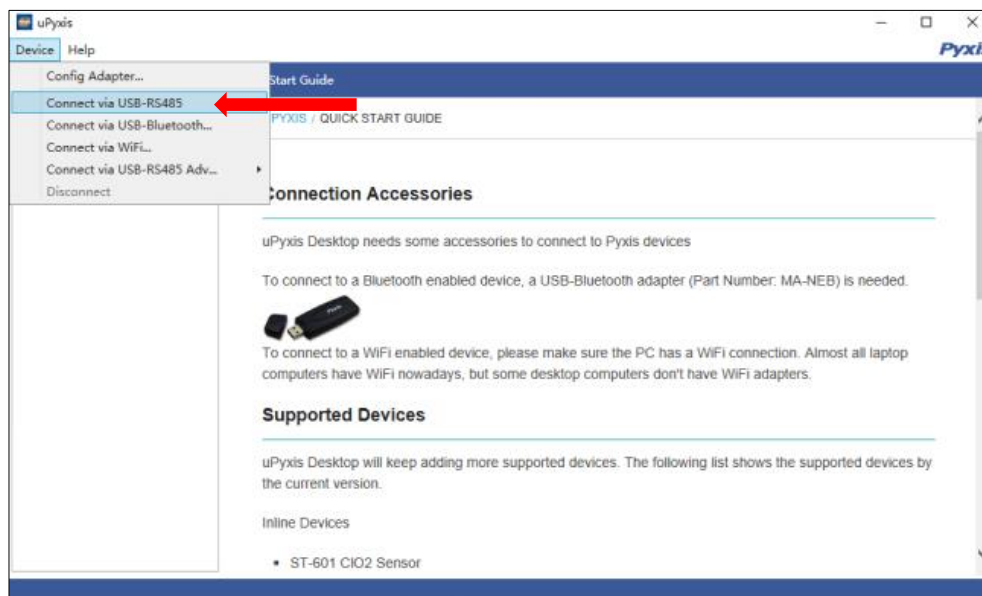 uPyxis
Device Help
Pyxi
Config Adapter...
Connect via USB-RS485
Connect via USB-Bluetooth...
Connect via WiFi...
Connect via USB-RS485 Adv...
Disconnect
Start Guide
PYXIS / QUICK START GUIDE
Connection Accessories
uPyxis Desktop needs some accessories to connect to Pyxis devices
To connect to a Bluetooth enabled device, a USB-Bluetooth adapter (Part Number: MA-NEB) is needed.
Pyxis
To connect to a WiFi enabled device, please make sure the PC has a WiFi connection. Almost all laptop
computers have WiFi nowadays, but some desktop computers don't have WiFi adapters.
Supported Devices
uPyxis Desktop will keep adding more supported devices. The following list shows the supported devices by
the current version.
Inline Devices
• ST-601 ClO2 Sensor